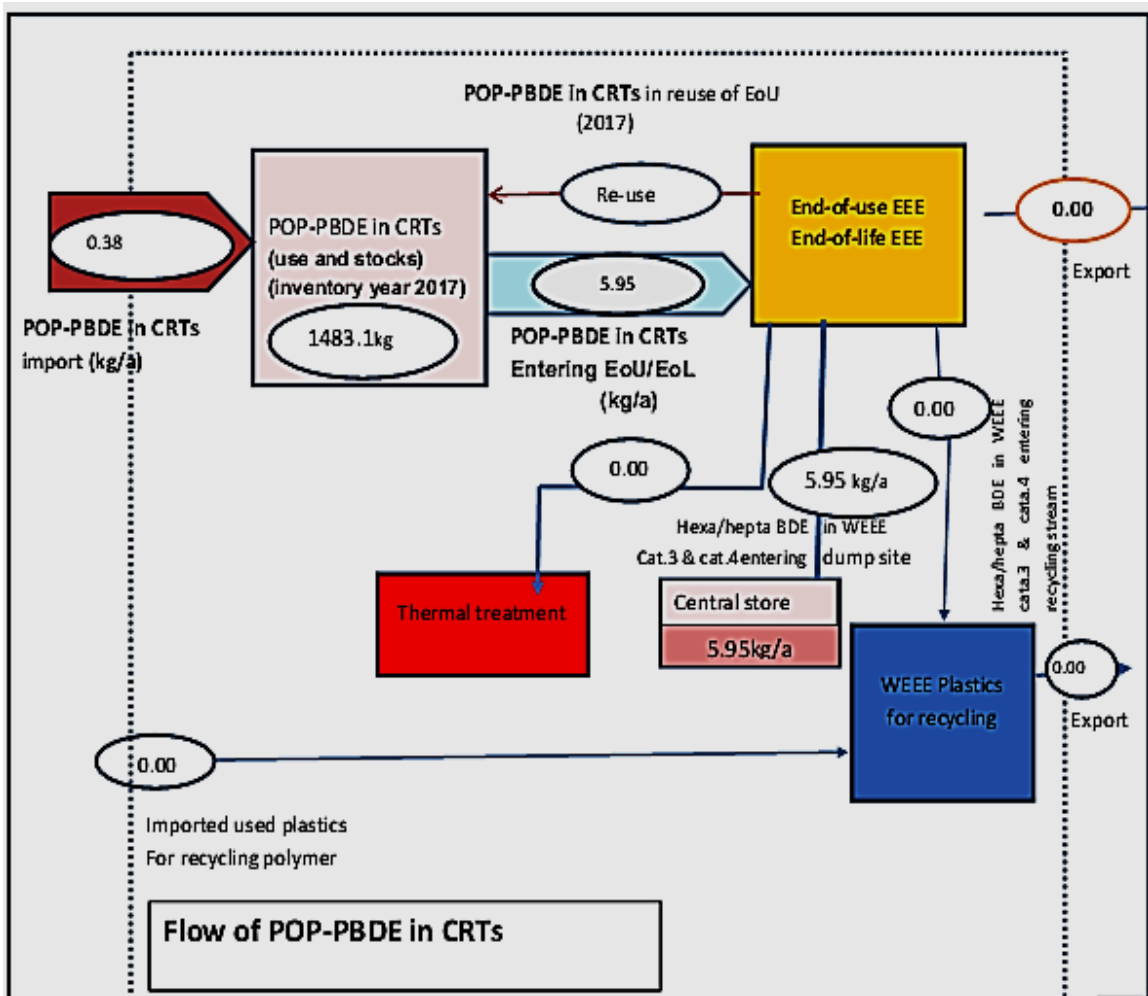 POP-PBDE in CRTs in reuse of EoU
(2017)
Re-use
0.38
POP-PBDE in CRTs
import (kg/a)
POP-PBDE in CRTs
(use and stocks)
(inventory year 2017)
1483.1kg
5.95
POP-PBDE in CRTs
Entering EoU/EoL
(kg/a)
End-of-use EEE
End-of-life EEE
0.00
Export
0.00
5.95 kg/a
0.00
Hexa/hepta BDE in WEEE
cata.3 & cata.4 entering
recycling stream
Hexa/hepta BDE in WEEE
Cat.3 & cat.4entering dump site
Thermal treatment
Central store
5.95kg/a
WEEE Plastics
for recycling
0.00
Export
0.00
Imported used plastics
For recycling polymer
Flow of POP-PBDE in CRTs